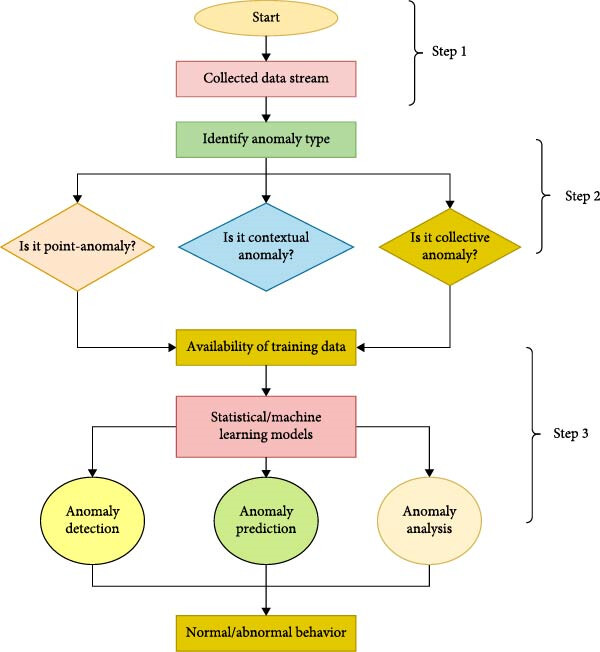 Start
Step 1
Collected data stream
Identify anomaly type
Step 2
Is it point-anomaly?
Is it contextual
anomaly?
Is it collective
anomaly?
Availability of training data
Statistical/machine
learning models
Step 3
Anomaly
detection
Anomaly
prediction
Anomaly
analysis
Normal/abnormal behavior